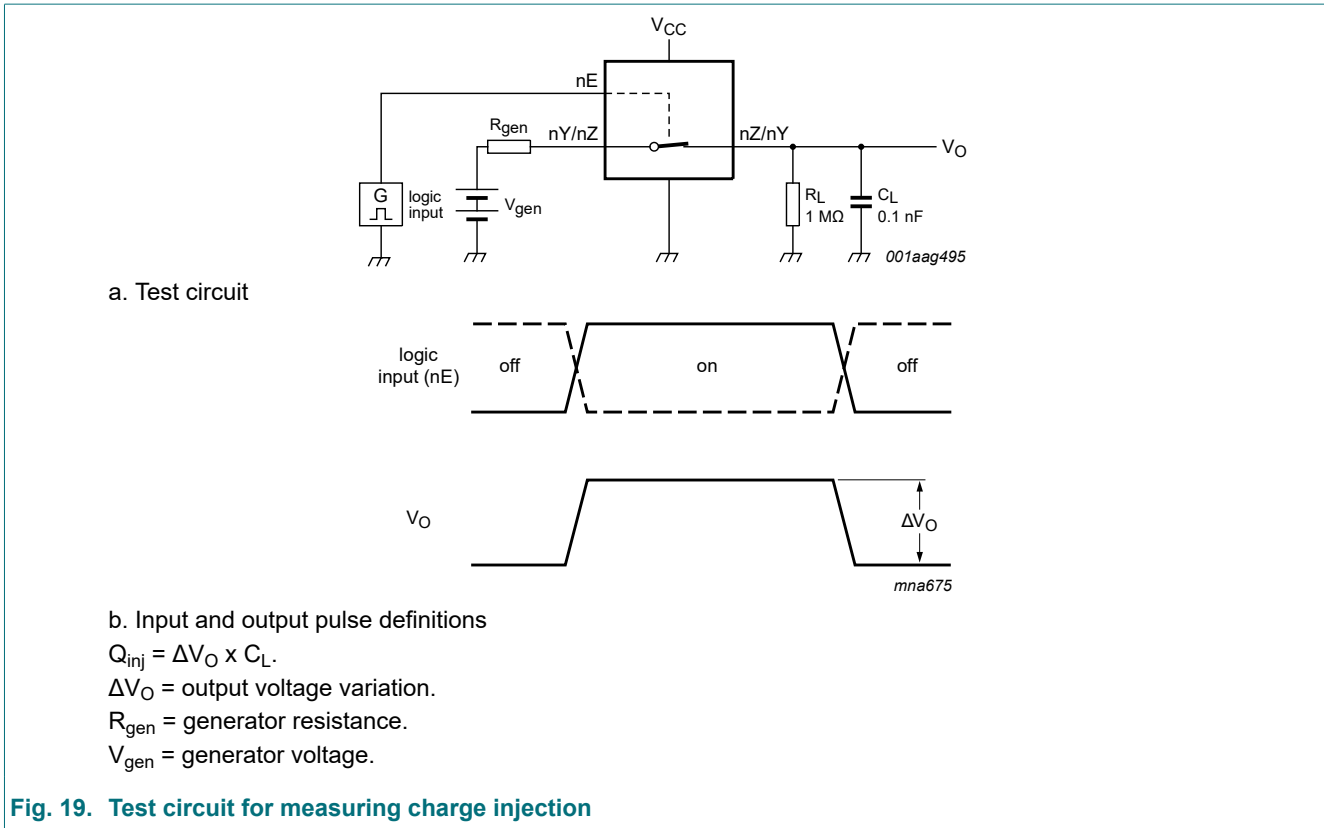 VCC
nE
Rgen
nY/nZ
nZ/nY
VO
G
logic
input
Vgen
RL
1 MΩ
CL
0.1 nF
001aag495
a. Test circuit
logic
input (nE)
off
on
off
VO
ΔVO
mna675
b. Input and output pulse definitions
Qinj = ΔVO x CL.
ΔVO = output voltage variation.
Rgen = generator resistance.
Vgen = generator voltage.
Fig. 19. Test circuit for measuring charge injection